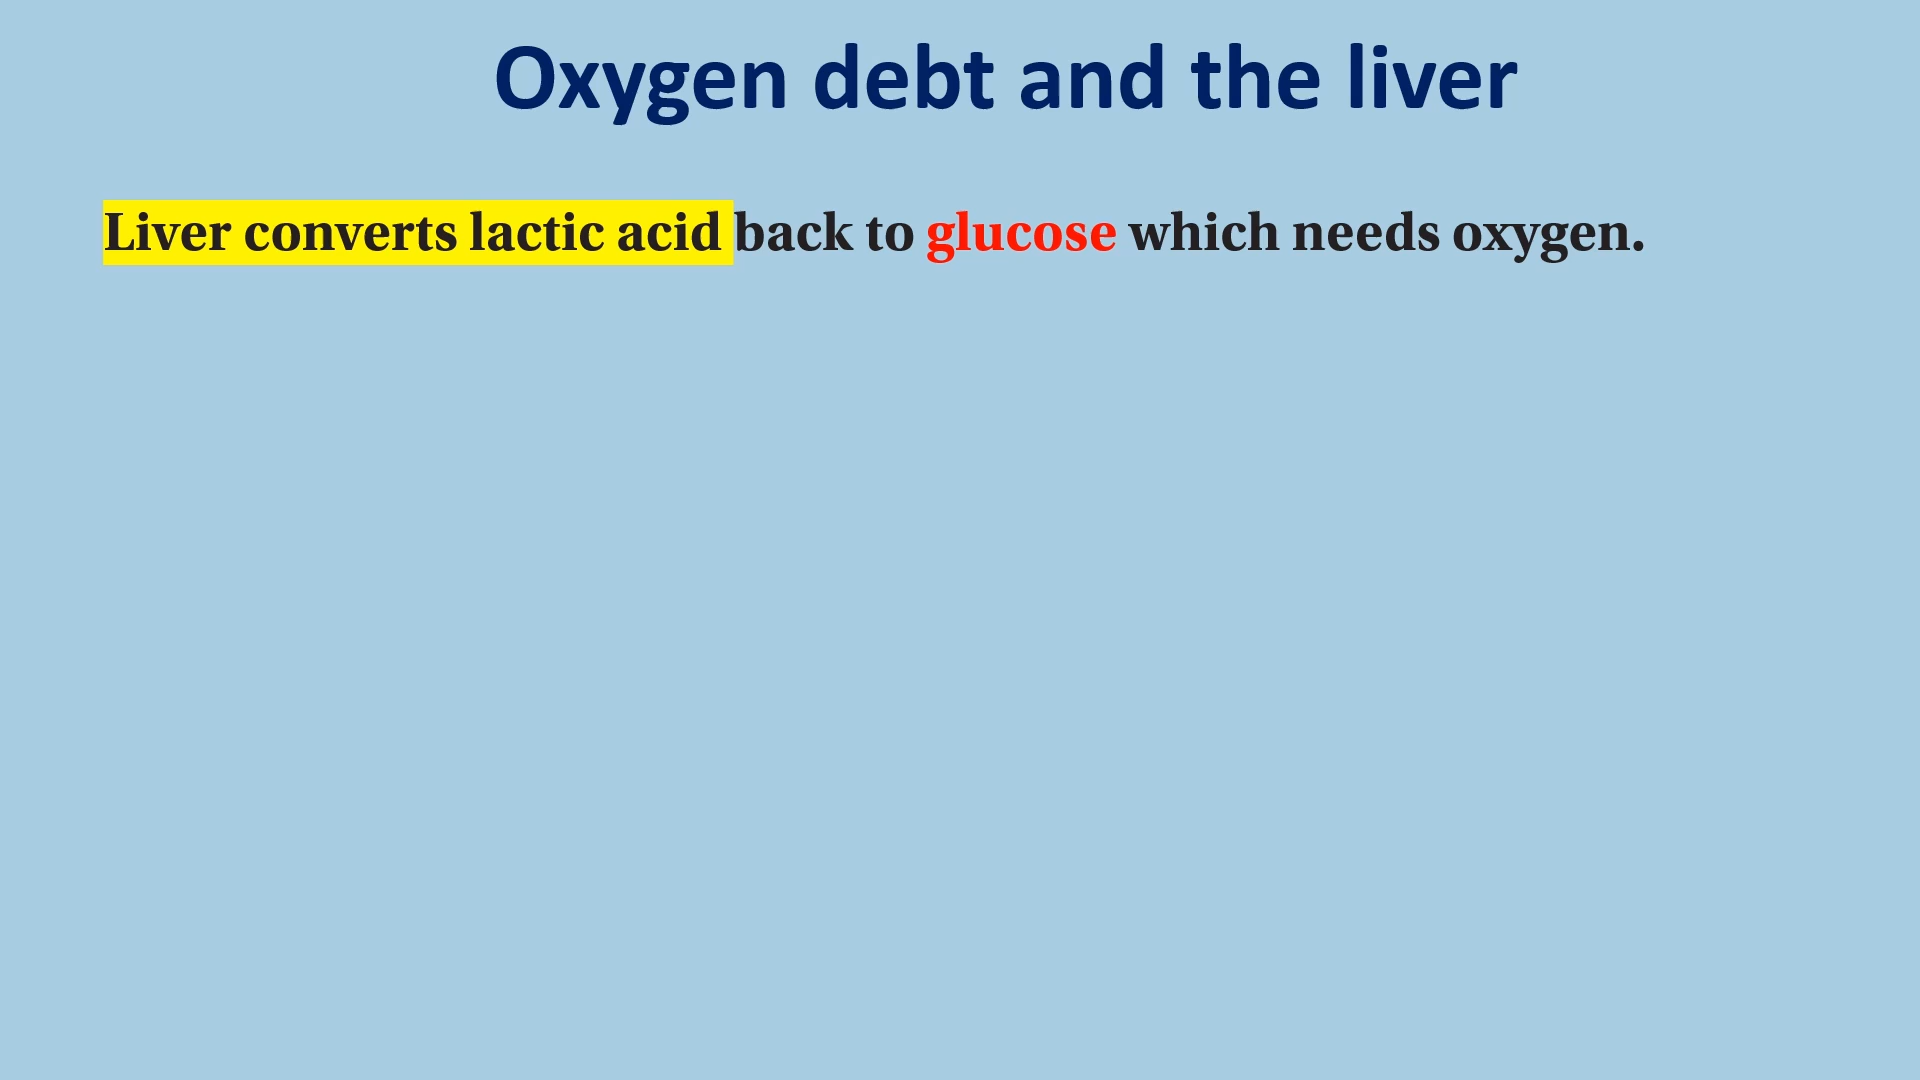 Oxygen debt and the liver
Liver converts lactic acid back to glucose which needs oxygen.